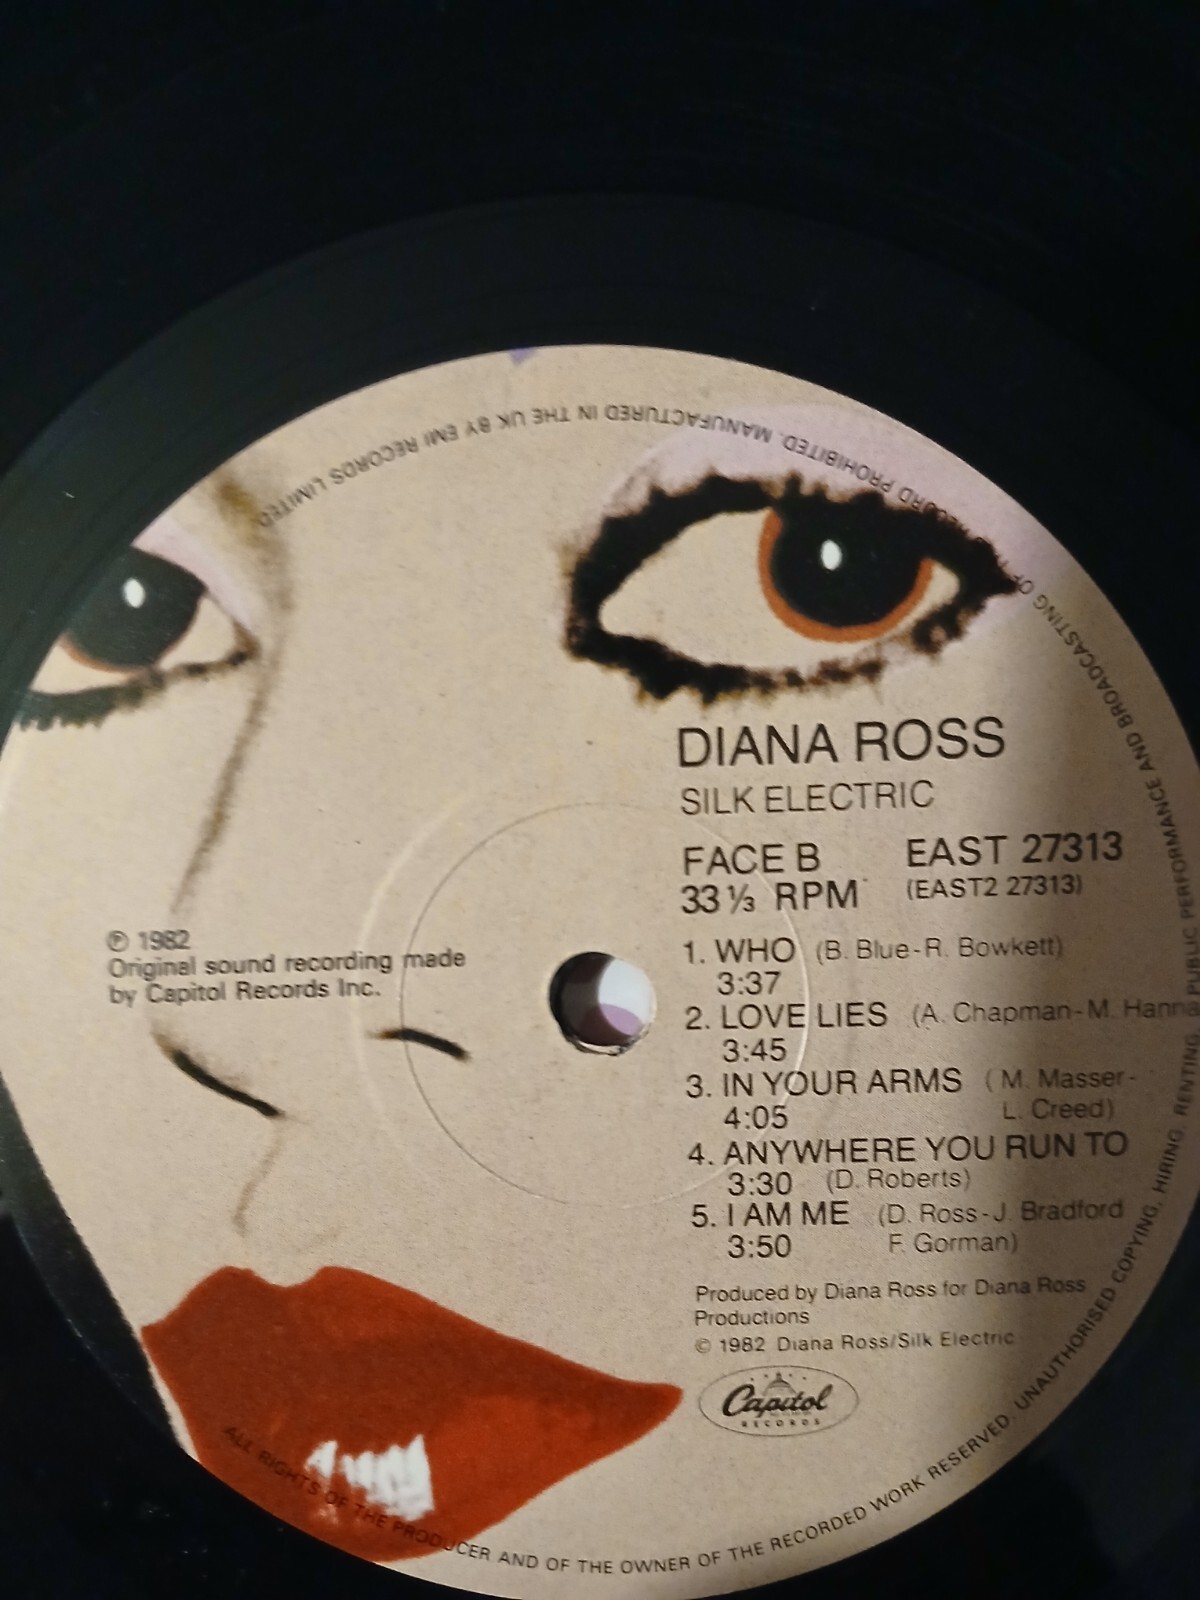 DIANA ROSS
SILK ELECTRIC
FACE B EAST 27313
33⅓ RPM (EAST2 27313)
℗ 1982
Original sound recording made
by Capitol Records Inc.
1. WHO (B. Blue-R. Bowkett)
3:37
2. LOVE LIES (A. Chapman-M. Hanna
3:45
3. IN YOUR ARMS (M. Masser-
4:05 L. Creed)
4. ANYWHERE YOU RUN TO
3:30 (D. Roberts)
5. I AM ME (D. Ross-J. Bradford
3:50 F. Gorman)
Produced by Diana Ross for Diana Ross
Productions
© 1982 Diana Ross/Silk Electric
Capitol
RECORDS
ALL RIGHTS OF THE PRODUCER AND OF THE OWNER OF THE RECORDED WORK RESERVED. UNAUTHORISED COPYING, HIRING, RENTING, PUBLIC PERFORMANCE AND BROADCASTING OF RECORD PROHIBITED. MANUFACTURED IN THE UK BY EMI RECORDS LIMITED